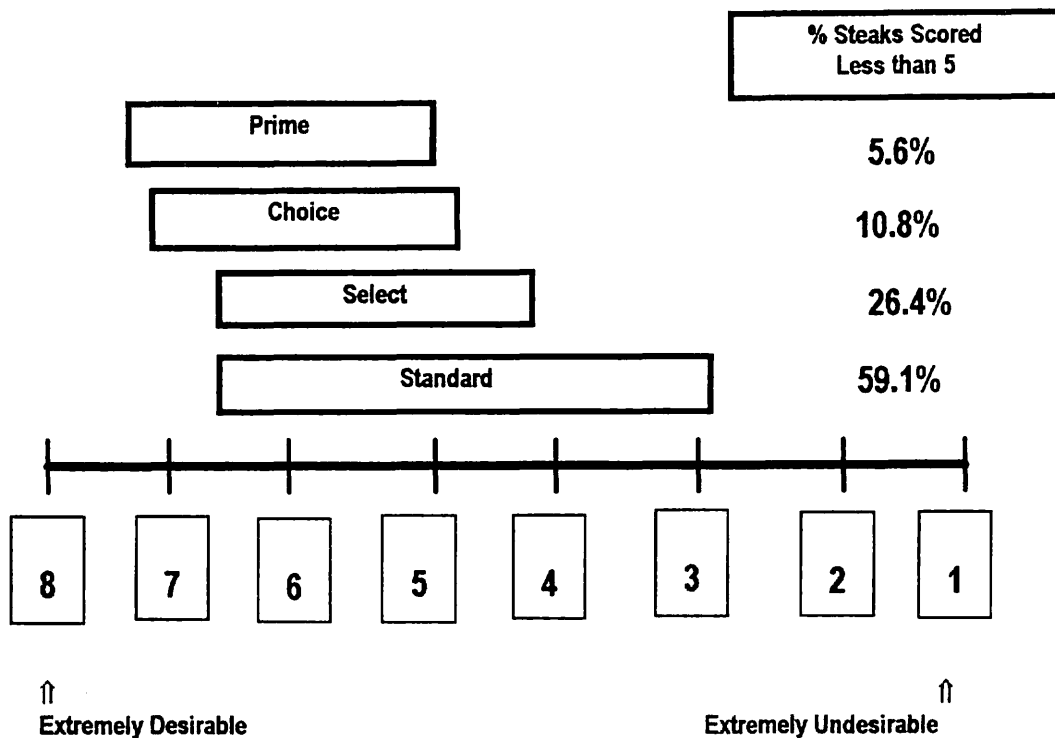 % Steaks Scored
Less than 5
Prime
5.6%
Choice
10.8%
Select
26.4%
Standard
59.1%
8 7 6 5 4 3 2 1
⇑ ⇑
Extremely Desirable Extremely Undesirable